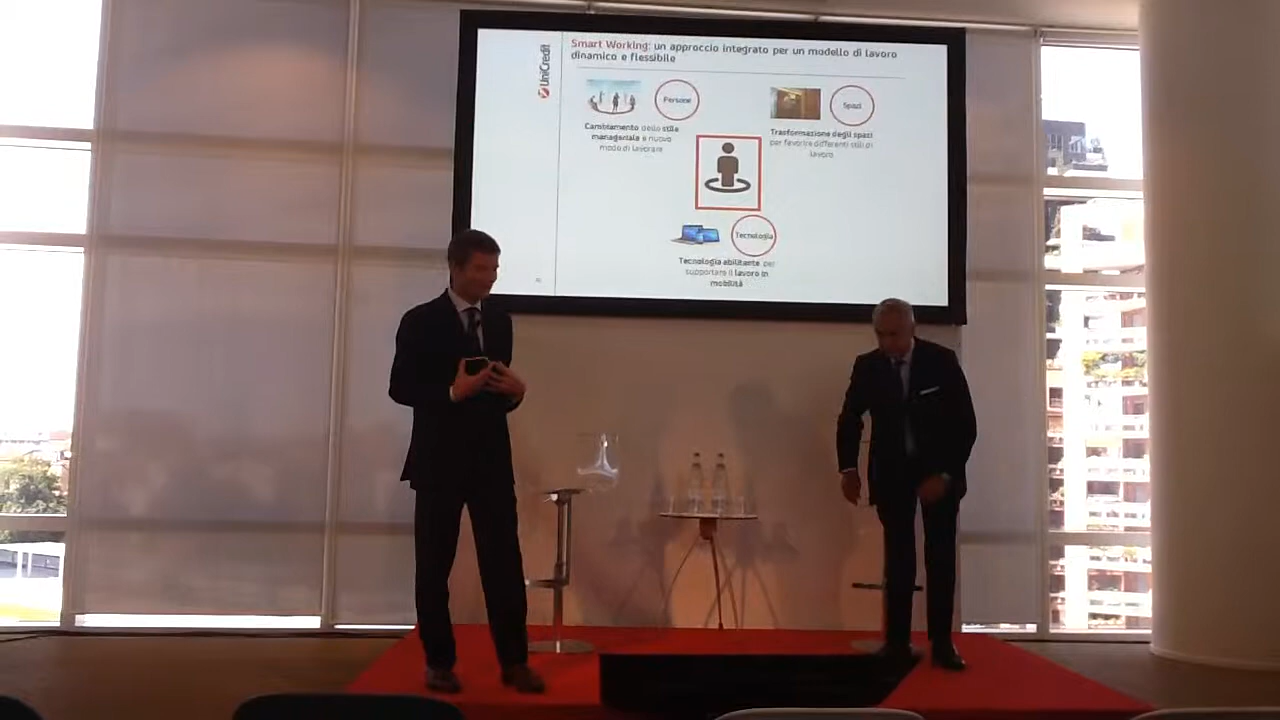 UniCredit
Smart Working: un approccio integrato per un modello di lavoro
dinamico e flessibile
Persone
Cambiamento dello stile
manageriale e nuovo
modo di lavorare
Spazi
Trasformazione degli spazi
per favorire differenti stili di
lavoro
Tecnologia
Tecnologia abilitante per
supportare il lavoro in
mobilità